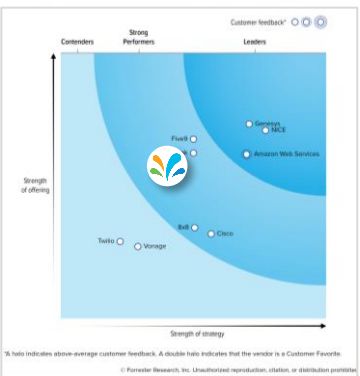 Customer feedback*
Strong
Contenders Performers Leaders
Genesys
NICE
Five9
Amazon Web Services
Strength
of offering
8x8
Cisco
Twilio
Vonage
Strength of strategy
*A halo indicates above-average customer feedback. A double halo indicates that the vendor is a Customer Favorite.
© Forrester Research, Inc. Unauthorized reproduction, citation, or distribution prohibited